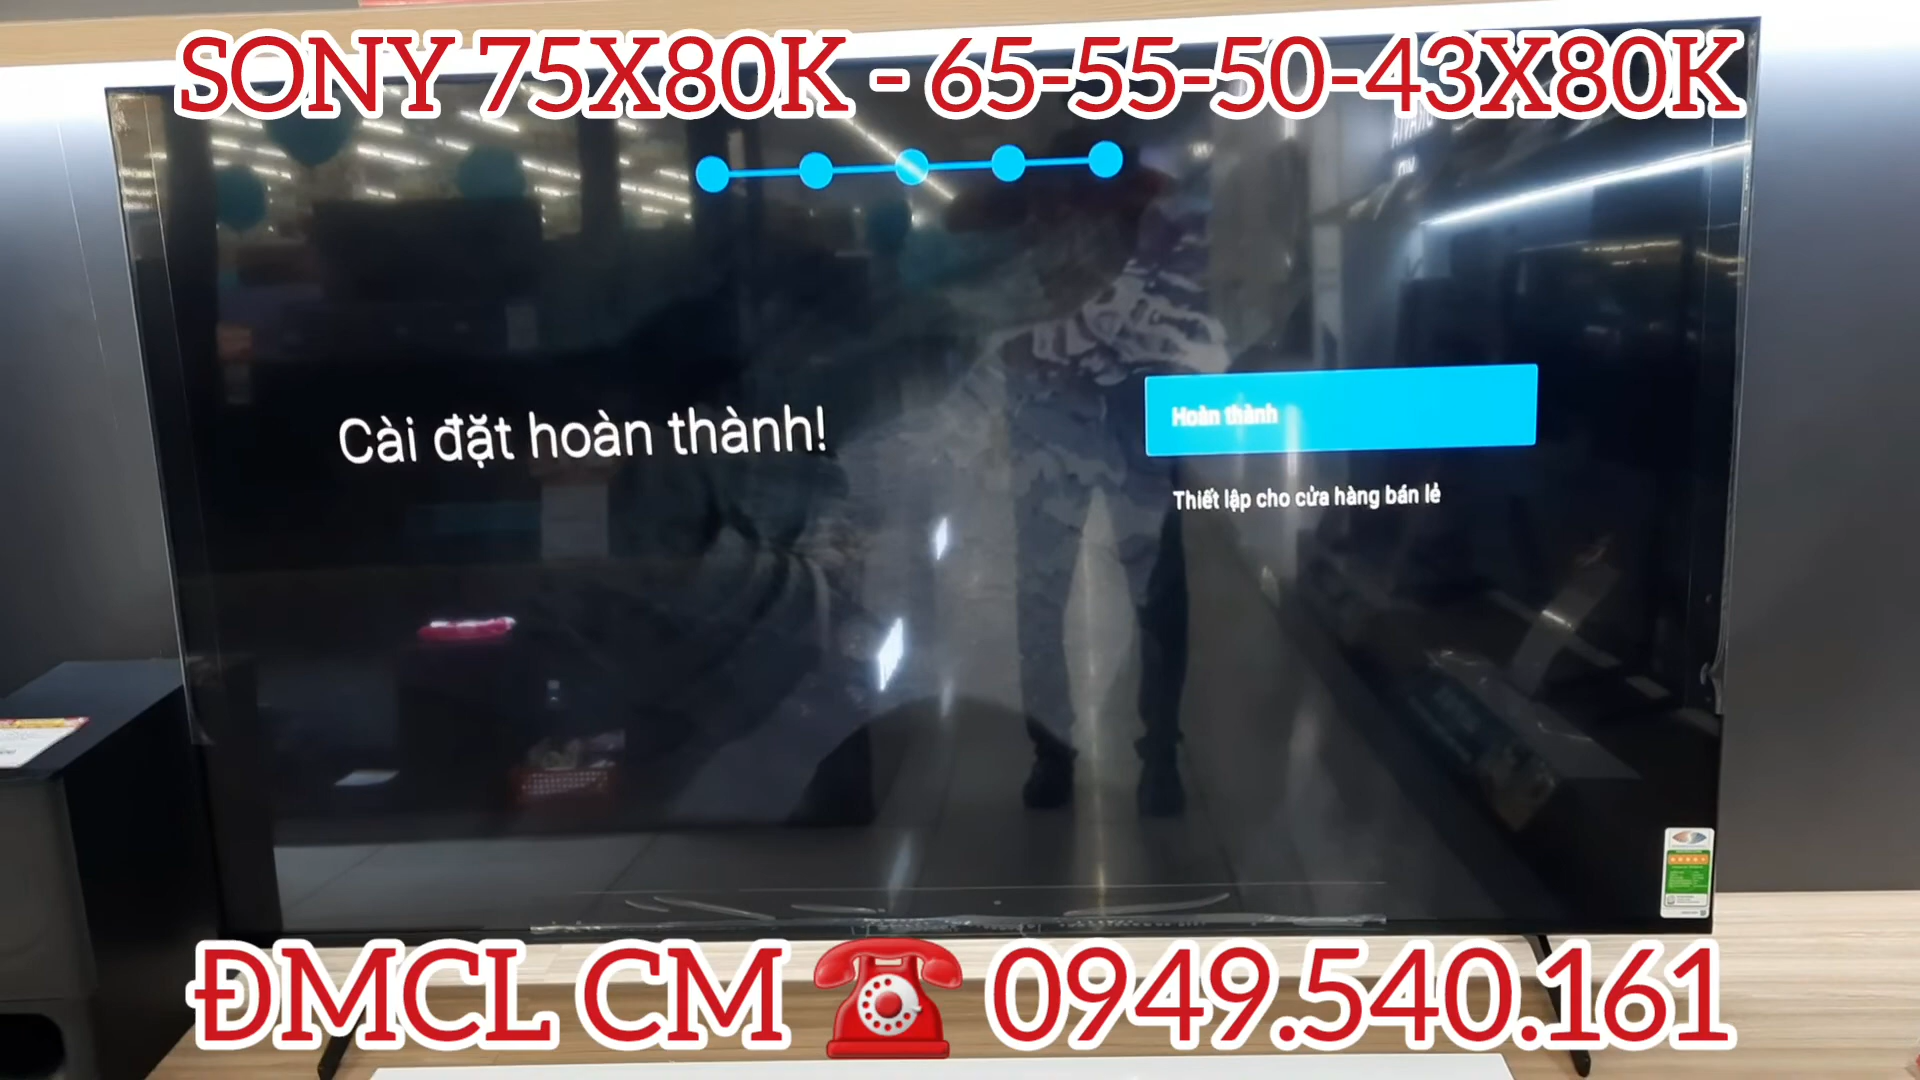 SONY 75X80K - 65-55-50-43X80K
Cài đặt hoàn thành!
Hoàn thành
Thiết lập cho cửa hàng bán lẻ
ĐMCL CM ☎ 0949.540.161